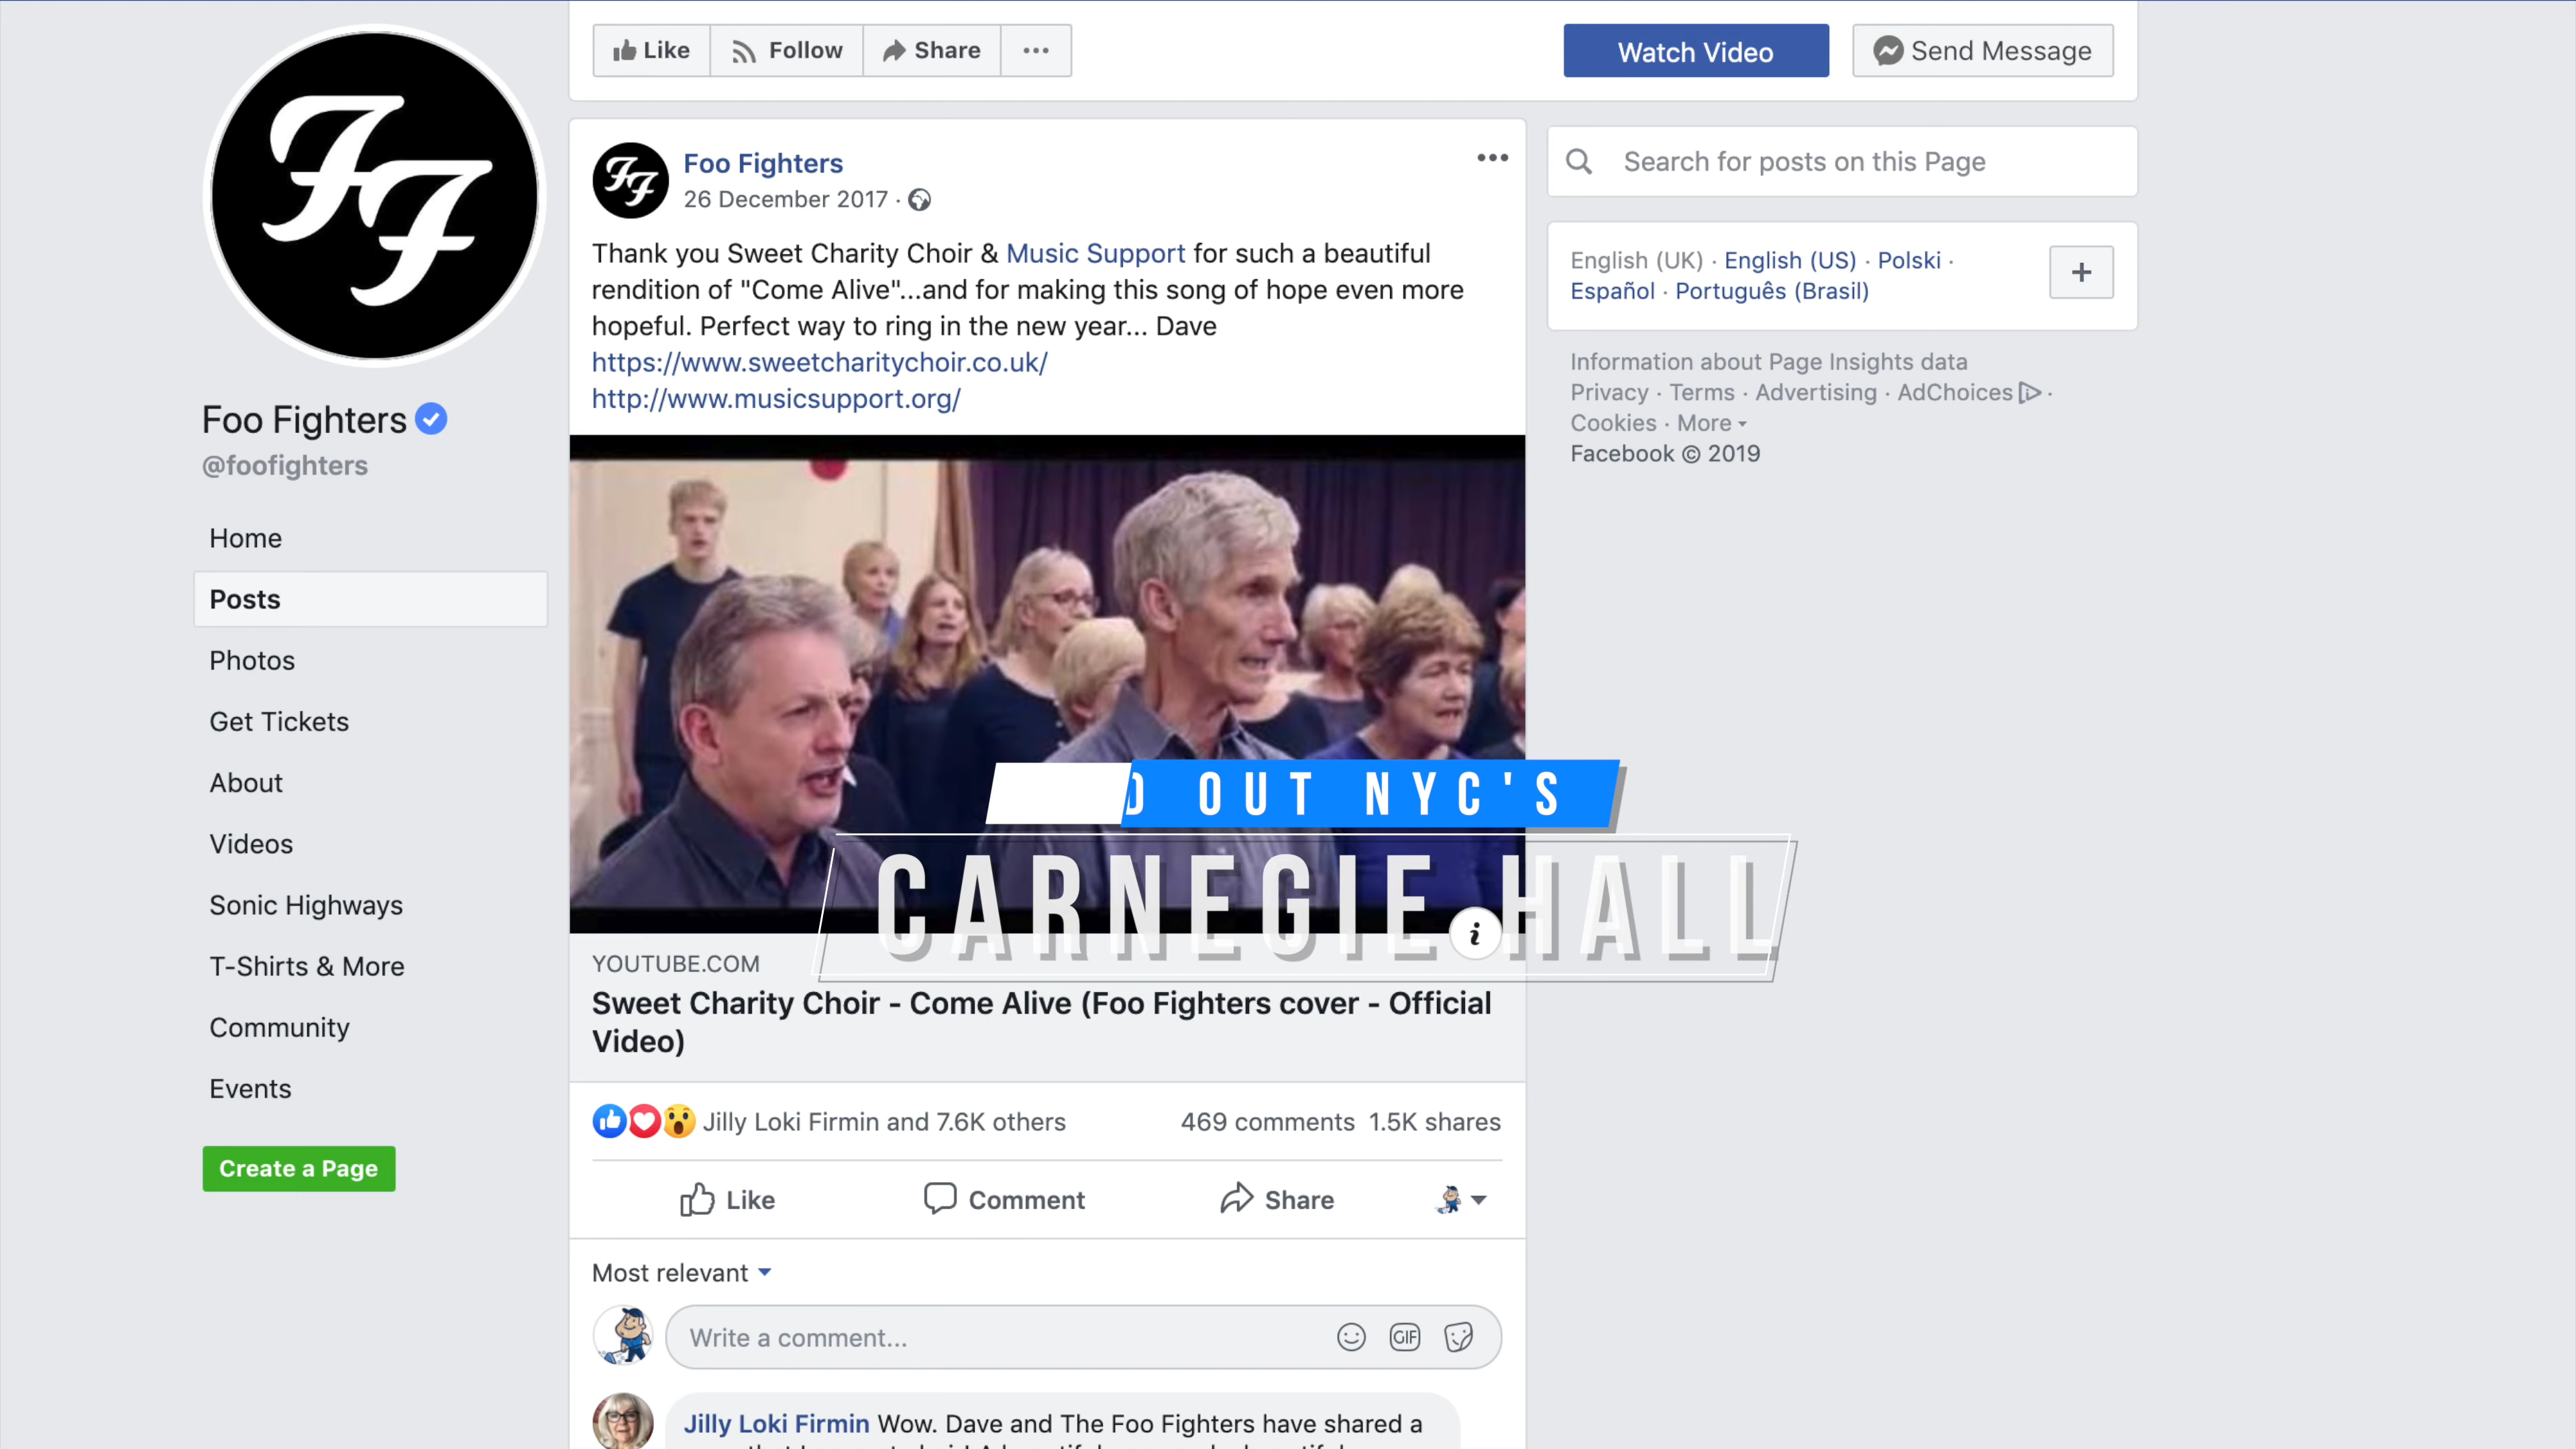 Like
Follow
Share
Watch Video
Send Message
Foo Fighters
@foofighters
Home
Posts
Photos
Get Tickets
About
Videos
Sonic Highways
T-Shirts & More
Community
Events
Create a Page
Foo Fighters
26 December 2017 ·
Thank you Sweet Charity Choir & Music Support for such a beautiful
rendition of "Come Alive"...and for making this song of hope even more
hopeful. Perfect way to ring in the new year... Dave
https://www.sweetcharitychoir.co.uk/
http://www.musicsupport.org/
OUT NYC'S
CARNEGIE HALL
YOUTUBE.COM
Sweet Charity Choir - Come Alive (Foo Fighters cover - Official
Video)
Jilly Loki Firmin and 7.6K others
469 comments 1.5K shares
Like
Comment
Share
Most relevant
Write a comment...
GIF
Jilly Loki Firmin Wow. Dave and The Foo Fighters have shared a
Search for posts on this Page
English (UK) · English (US) · Polski ·
Español · Português (Brasil)
Information about Page Insights data
Privacy · Terms · Advertising · AdChoices ·
Cookies · More
Facebook © 2019